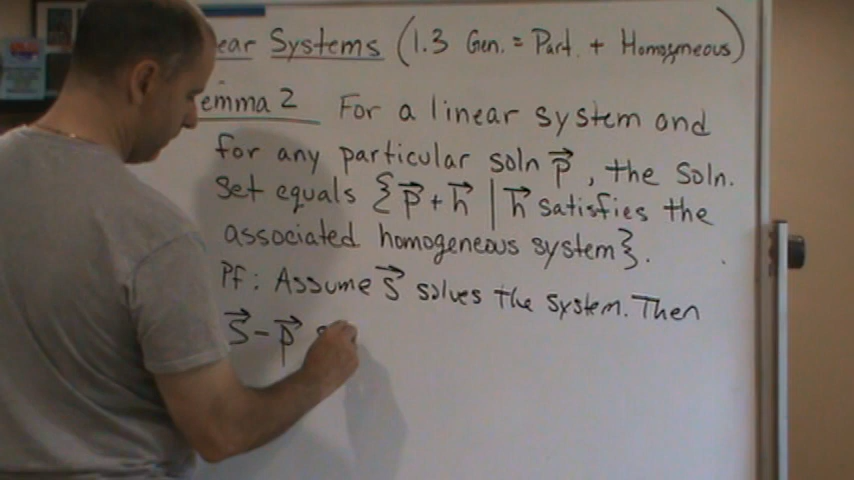 ear Systems (1.3 Gen. = Part. + Homogeneous)
emma 2 For a linear system and
for any particular soln p⃗, the soln.
set equals {p⃗ + h⃗ | h⃗ satisfies the
associated homogeneous system}.
Pf: Assume s⃗ solves the system. Then
s⃗ - p⃗